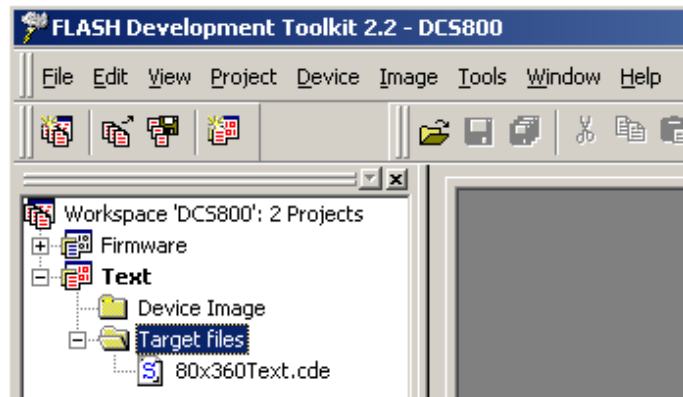 FLASH Development Toolkit 2.2 - DCS800
File Edit View Project Device Image Tools Window Help
Workspace 'DCS800': 2 Projects
Firmware
Text
Device Image
Target files
80x360Text.cde